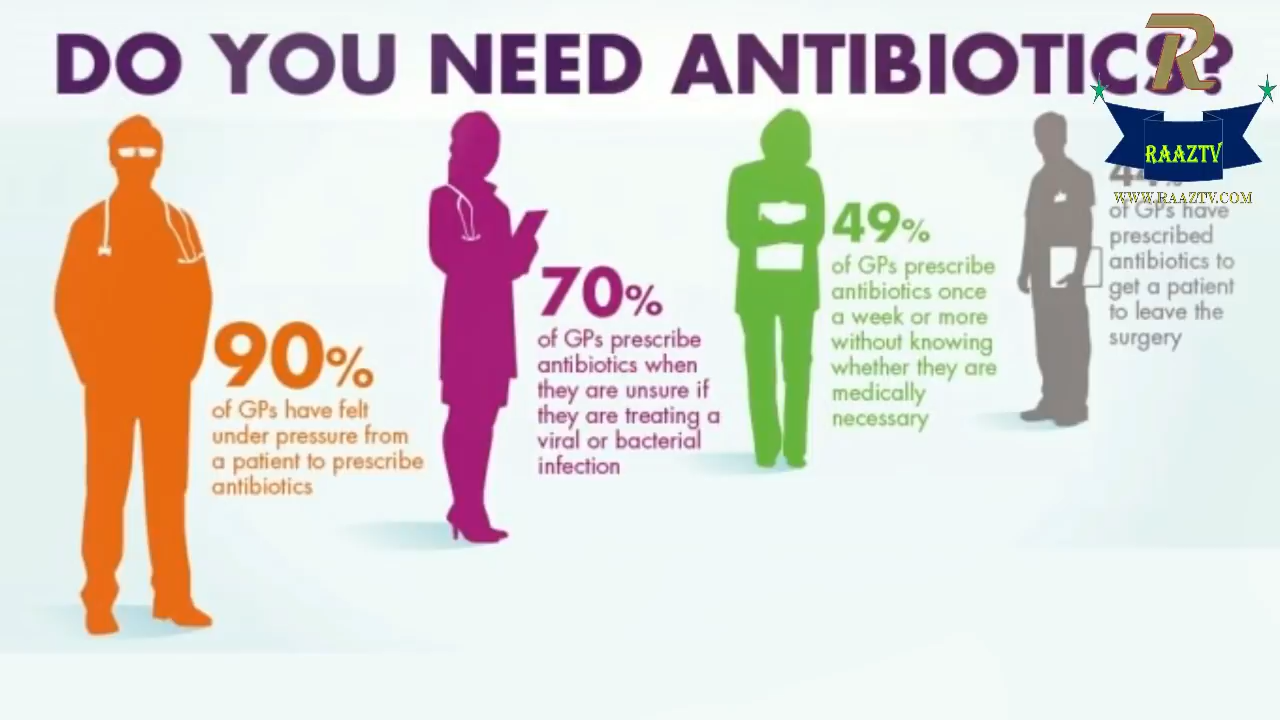 DO YOU NEED ANTIBIOTICS?
R
RAAZTV
WWW.RAAZTV.COM
90%
of GPs have felt
under pressure from
a patient to prescribe
antibiotics
70%
of GPs prescribe
antibiotics when
they are unsure if
they are treating a
viral or bacterial
infection
49%
of GPs prescribe
antibiotics once
a week or more
without knowing
whether they are
medically
necessary
44%
of GPs have
prescribed
antibiotics to
get a patient
to leave the
surgery